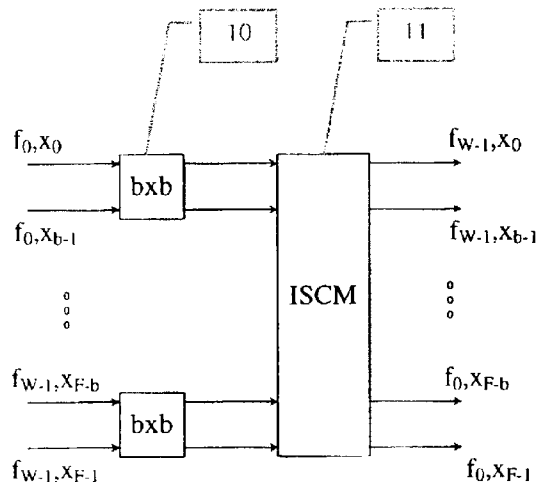 10 11
f0,x0 fW-1,x0
bxb
f0,xb-1 fW-1,xb-1
ISCM
fW-1,xF-b f0,xF-b
bxb
fW-1,xF-1 f0,xF-1